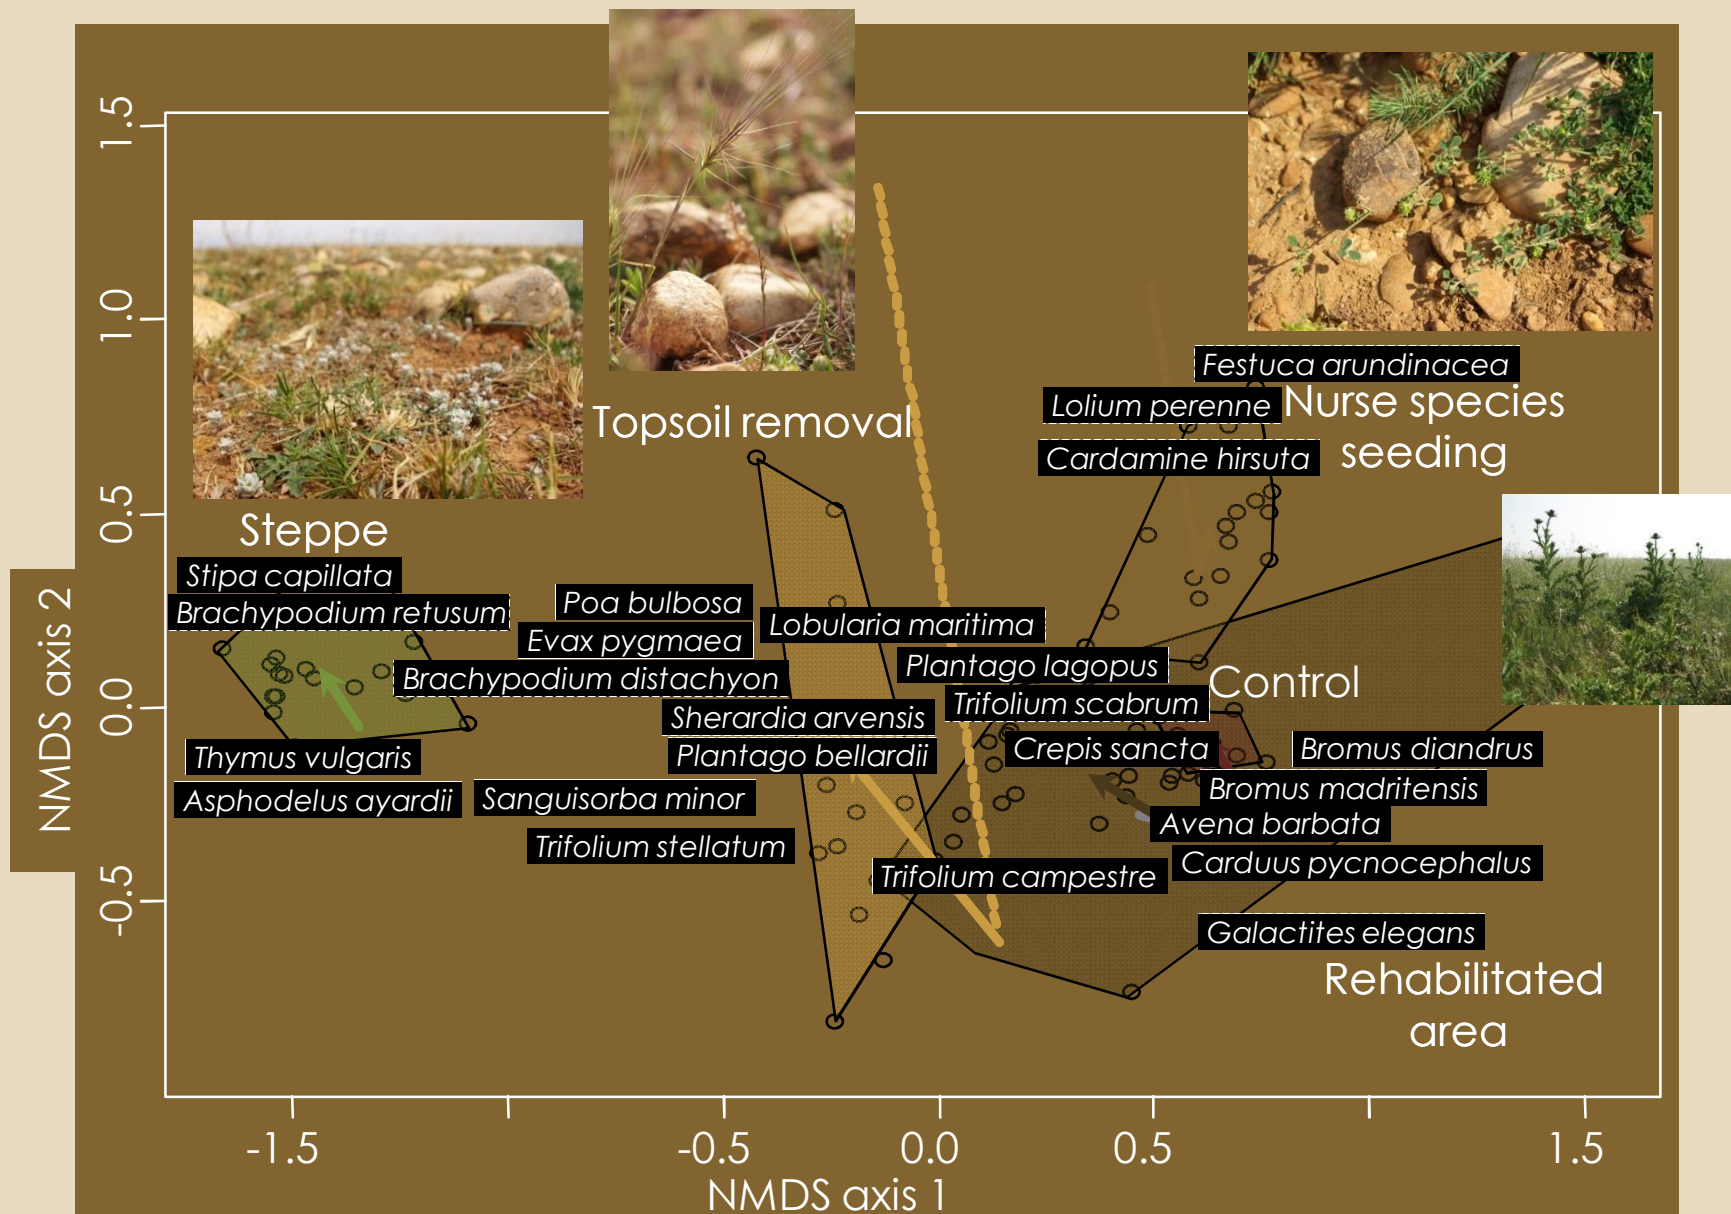 1.5
1.0
0.5
0.0
-0.5
NMDS axis 2
Festuca arundinacea
Lolium perenne
Nurse species
seeding
Cardamine hirsuta
Topsoil removal
Steppe
Stipa capillata
Brachypodium retusum
Poa bulbosa
Evax pygmaea
Lobularia maritima
Brachypodium distachyon
Plantago lagopus
Control
Trifolium scabrum
Sherardia arvensis
Plantago bellardii
Crepis sancta
Bromus diandrus
Thymus vulgaris
Bromus madritensis
Asphodelus ayardii
Sanguisorba minor
Avena barbata
Trifolium stellatum
Carduus pycnocephalus
Trifolium campestre
Galactites elegans
Rehabilitated
area
-1.5
-0.5
0.0
0.5
1.5
NMDS axis 1